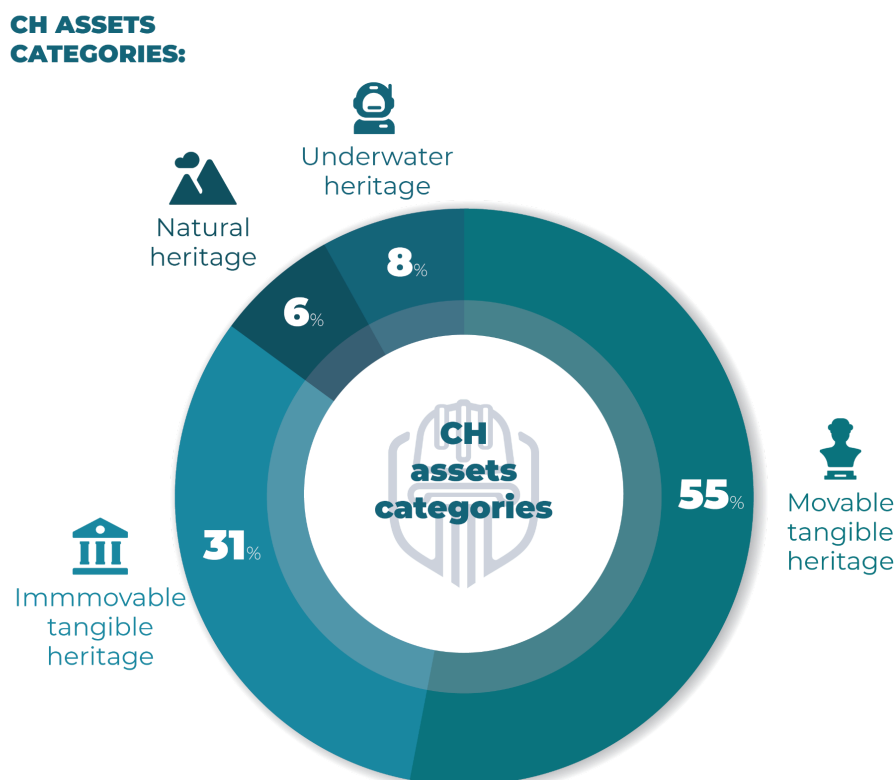 CH ASSETS
CATEGORIES:
Underwater
heritage
Natural
heritage
8%
6%
CH
assets
categories
55%
Movable
tangible
heritage
31%
Immmovable
tangible
heritage